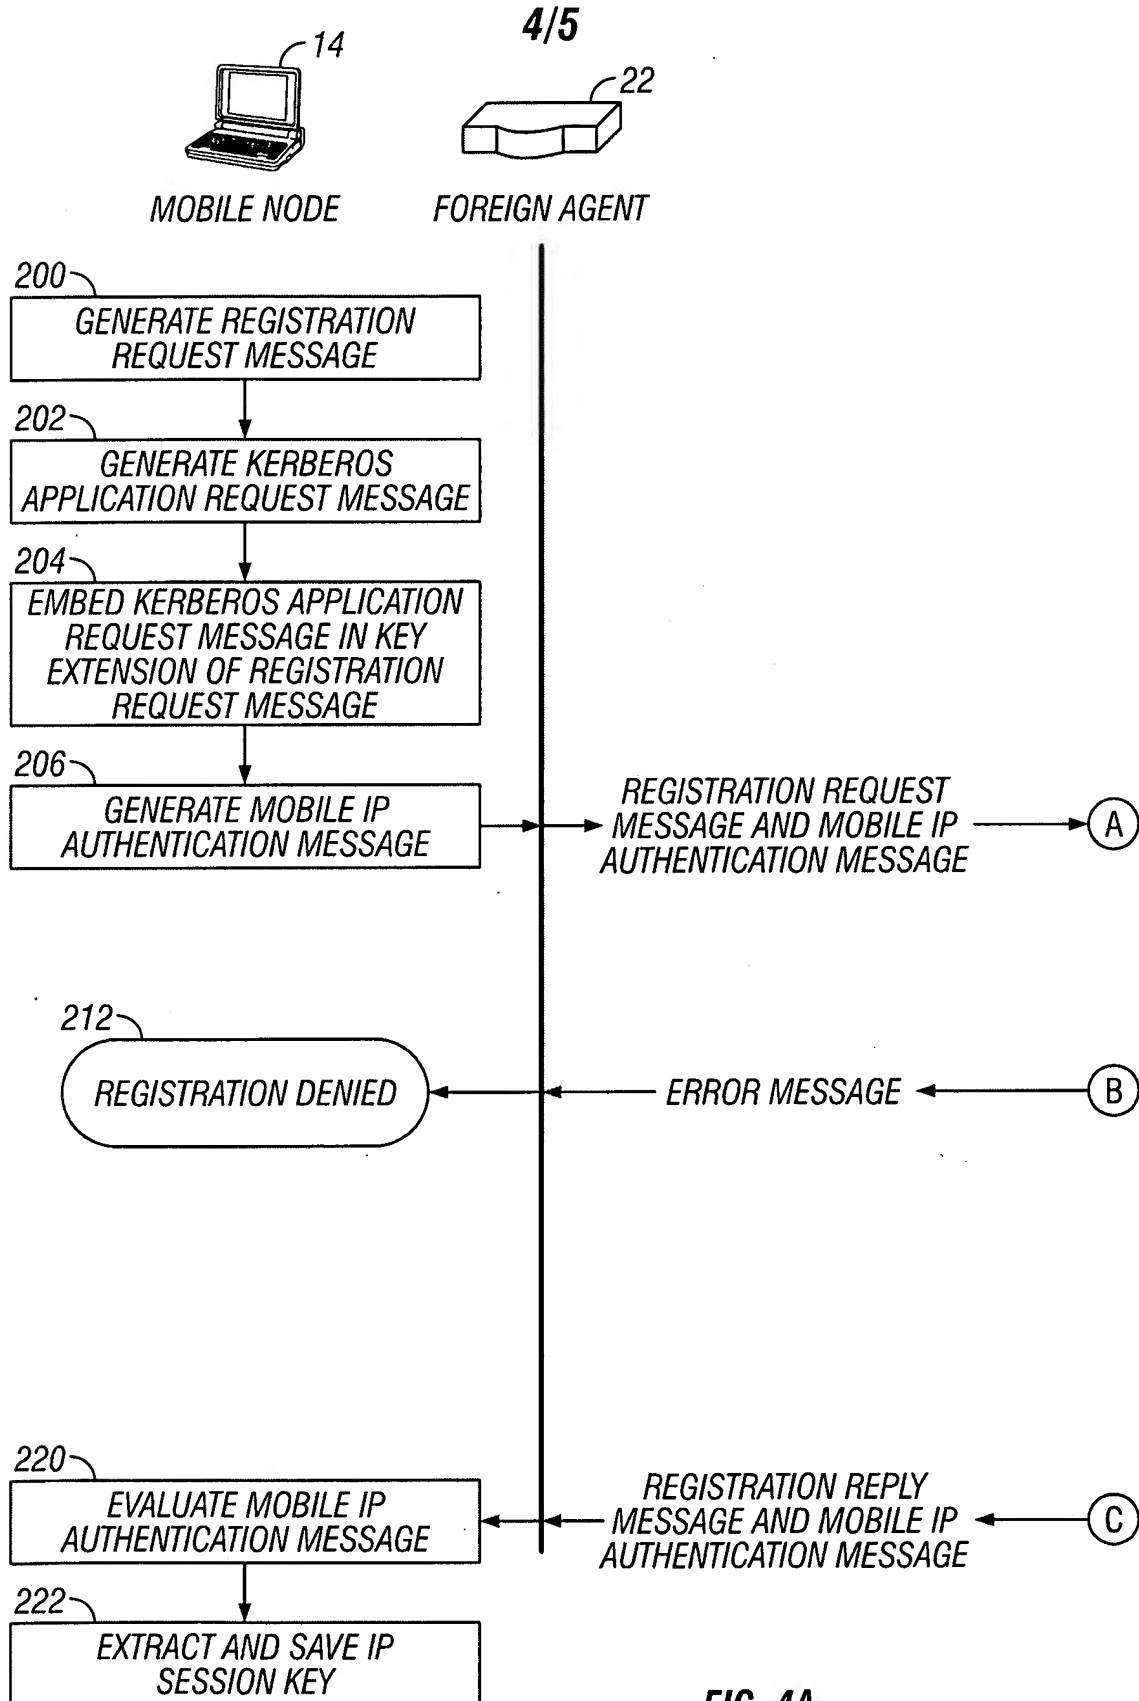 4/5
14
22
MOBILE NODE
FOREIGN AGENT
200
GENERATE REGISTRATION
REQUEST MESSAGE
202
GENERATE KERBEROS
APPLICATION REQUEST MESSAGE
204
EMBED KERBEROS APPLICATION
REQUEST MESSAGE IN KEY
EXTENSION OF REGISTRATION
REQUEST MESSAGE
206
GENERATE MOBILE IP
AUTHENTICATION MESSAGE
REGISTRATION REQUEST
MESSAGE AND MOBILE IP
AUTHENTICATION MESSAGE
A
212
REGISTRATION DENIED
ERROR MESSAGE
B
220
EVALUATE MOBILE IP
AUTHENTICATION MESSAGE
REGISTRATION REPLY
MESSAGE AND MOBILE IP
AUTHENTICATION MESSAGE
C
222
EXTRACT AND SAVE IP
SESSION KEY
FIG. 4A